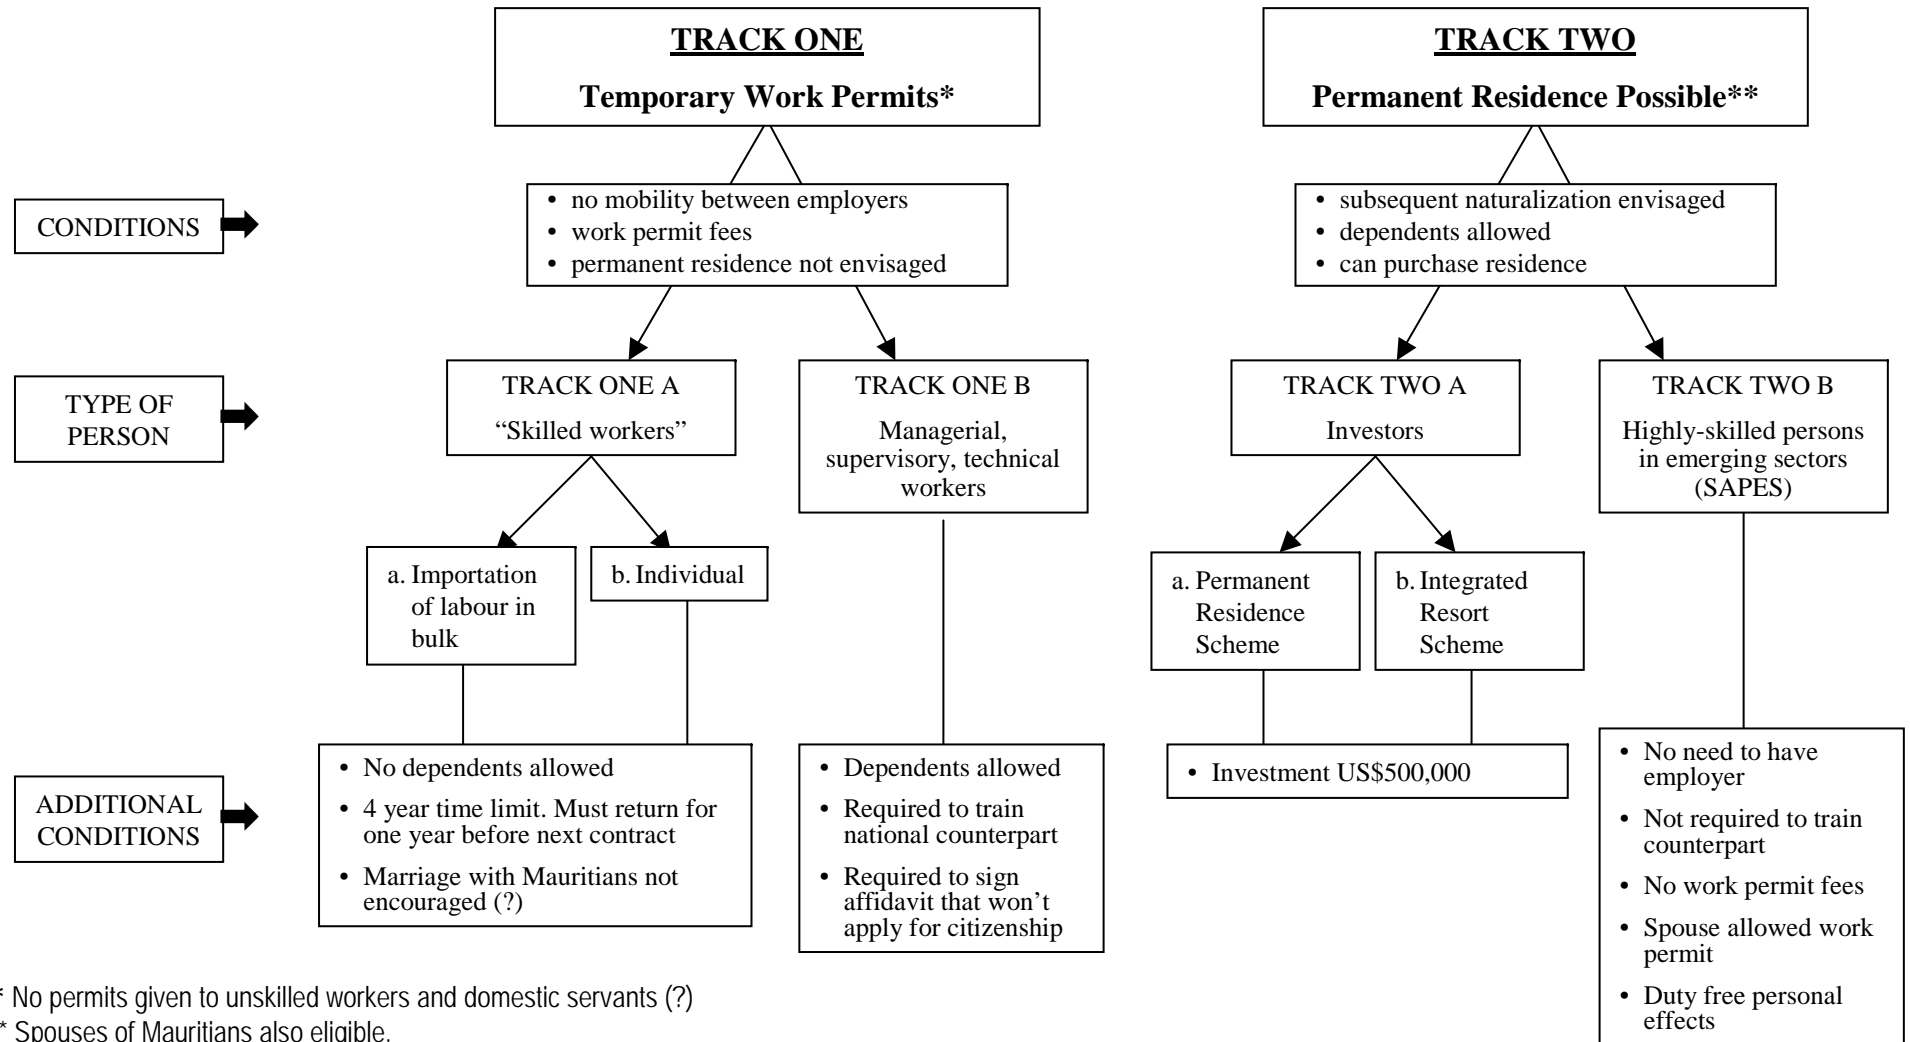 TRACK ONE
Temporary Work Permits*
TRACK TWO
Permanent Residence Possible**
CONDITIONS
• no mobility between employers
• work permit fees
• permanent residence not envisaged
• subsequent naturalization envisaged
• dependents allowed
• can purchase residence
TYPE OF
PERSON
TRACK ONE A
“Skilled workers”
TRACK ONE B
Managerial,
supervisory, technical
workers
TRACK TWO A
Investors
TRACK TWO B
Highly-skilled persons
in emerging sectors
(SAPES)
a. Importation
of labour in
bulk
b. Individual
a. Permanent
Residence
Scheme
b. Integrated
Resort
Scheme
ADDITIONAL
CONDITIONS
• No dependents allowed
• 4 year time limit. Must return for
one year before next contract
• Marriage with Mauritians not
encouraged (?)
• Dependents allowed
• Required to train
national counterpart
• Required to sign
affidavit that won’t
apply for citizenship
• Investment US$500,000
• No need to have
employer
• Not required to train
counterpart
• No work permit fees
• Spouse allowed work
permit
• Duty free personal
effects
* No permits given to unskilled workers and domestic servants (?)
* Spouses of Mauritians also eligible.